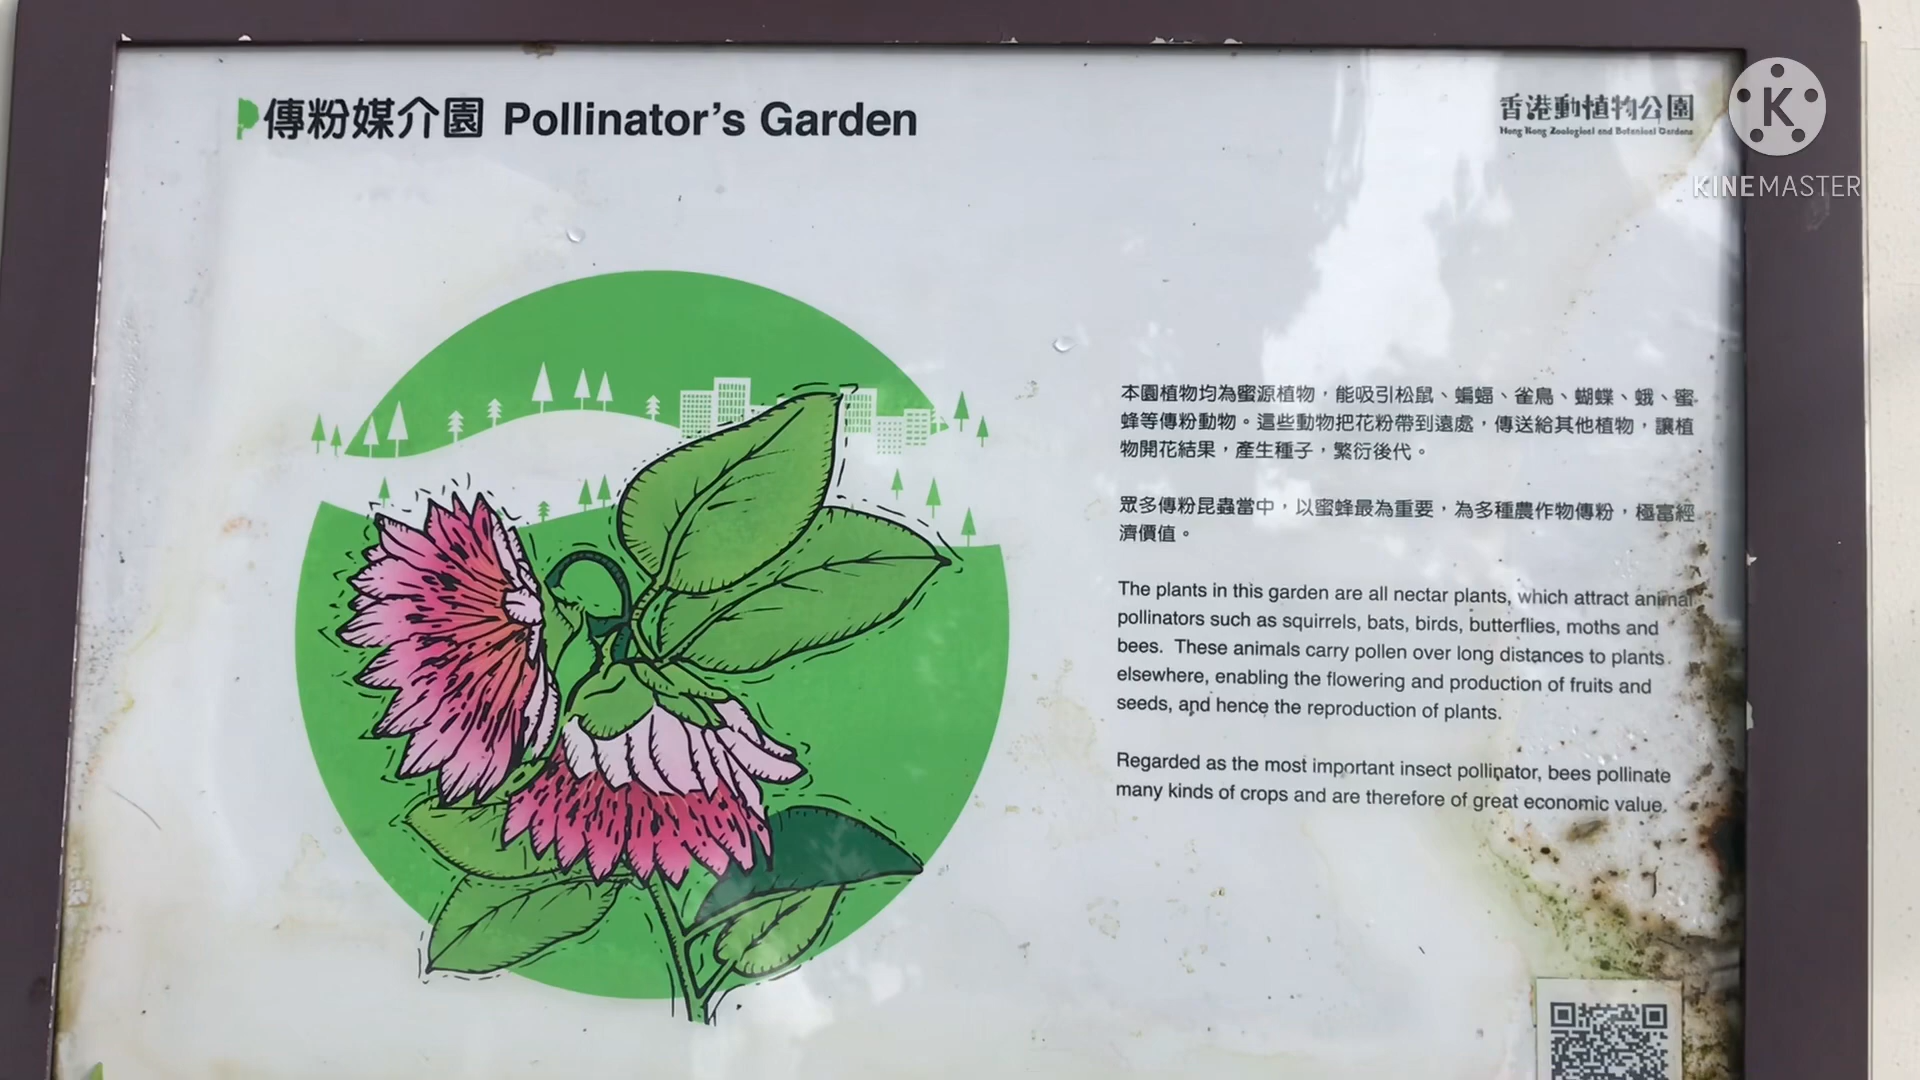 傳粉媒介園 Pollinator's Garden
香港動植物公園
Hong Kong Zoological and Botanical Gardens
K
KINEMASTER
本園植物均為蜜源植物，能吸引松鼠、蝙蝠、雀鳥、蝴蝶、蛾、蜜
蜂等傳粉動物。這些動物把花粉帶到遠處，傳送給其他植物，讓植
物開花結果，產生種子，繁衍後代。
眾多傳粉昆蟲當中，以蜜蜂最為重要，為多種農作物傳粉，極富經
濟價值。
The plants in this garden are all nectar plants, which attract animal
pollinators such as squirrels, bats, birds, butterflies, moths and
bees. These animals carry pollen over long distances to plants
elsewhere, enabling the flowering and production of fruits and
seeds, and hence the reproduction of plants.
Regarded as the most important insect pollinator, bees pollinate
many kinds of crops and are therefore of great economic value.